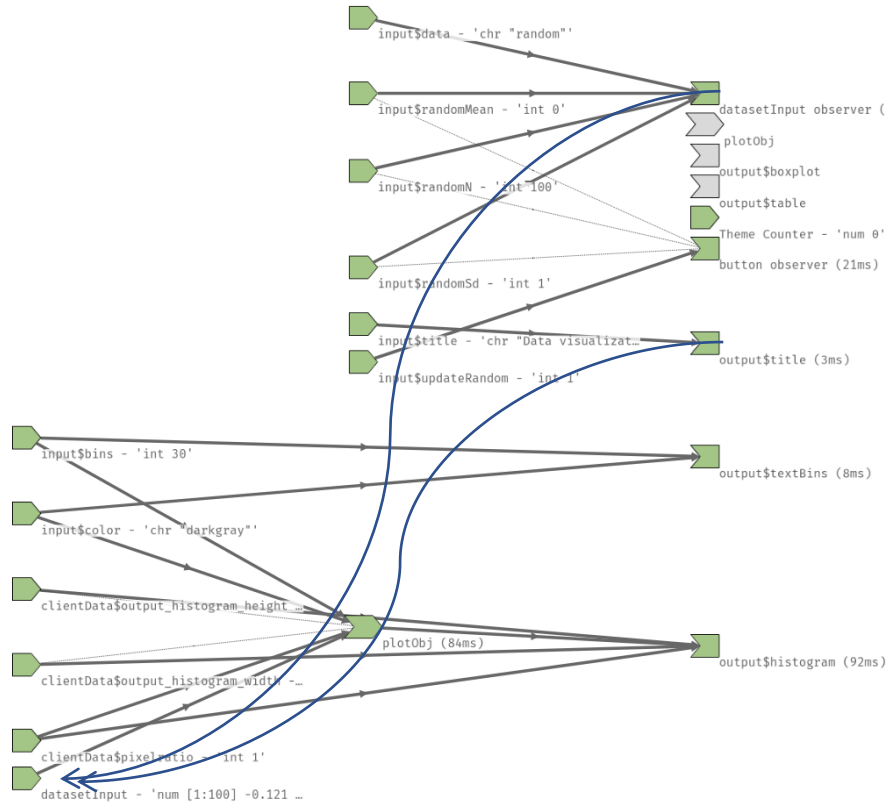 input$data - 'chr "random"'
input$randomMean - 'int 0'
datasetInput observer (
plotObj
output$boxplot
input$randomN - 'int 100'
output$table
Theme Counter - 'num 0'
button observer (21ms)
input$randomSd - 'int 1'
input$title - 'chr "Data visualizat…
output$title (3ms)
input$updateRandom - 'int 1'
input$bins - 'int 30'
output$textBins (8ms)
input$color - 'chr "darkgray"'
clientData$output_histogram_height …
plotObj (84ms)
output$histogram (92ms)
clientData$output_histogram_width -…
clientData$pixelratio - 'int 1'
datasetInput - 'num [1:100] -0.121 …